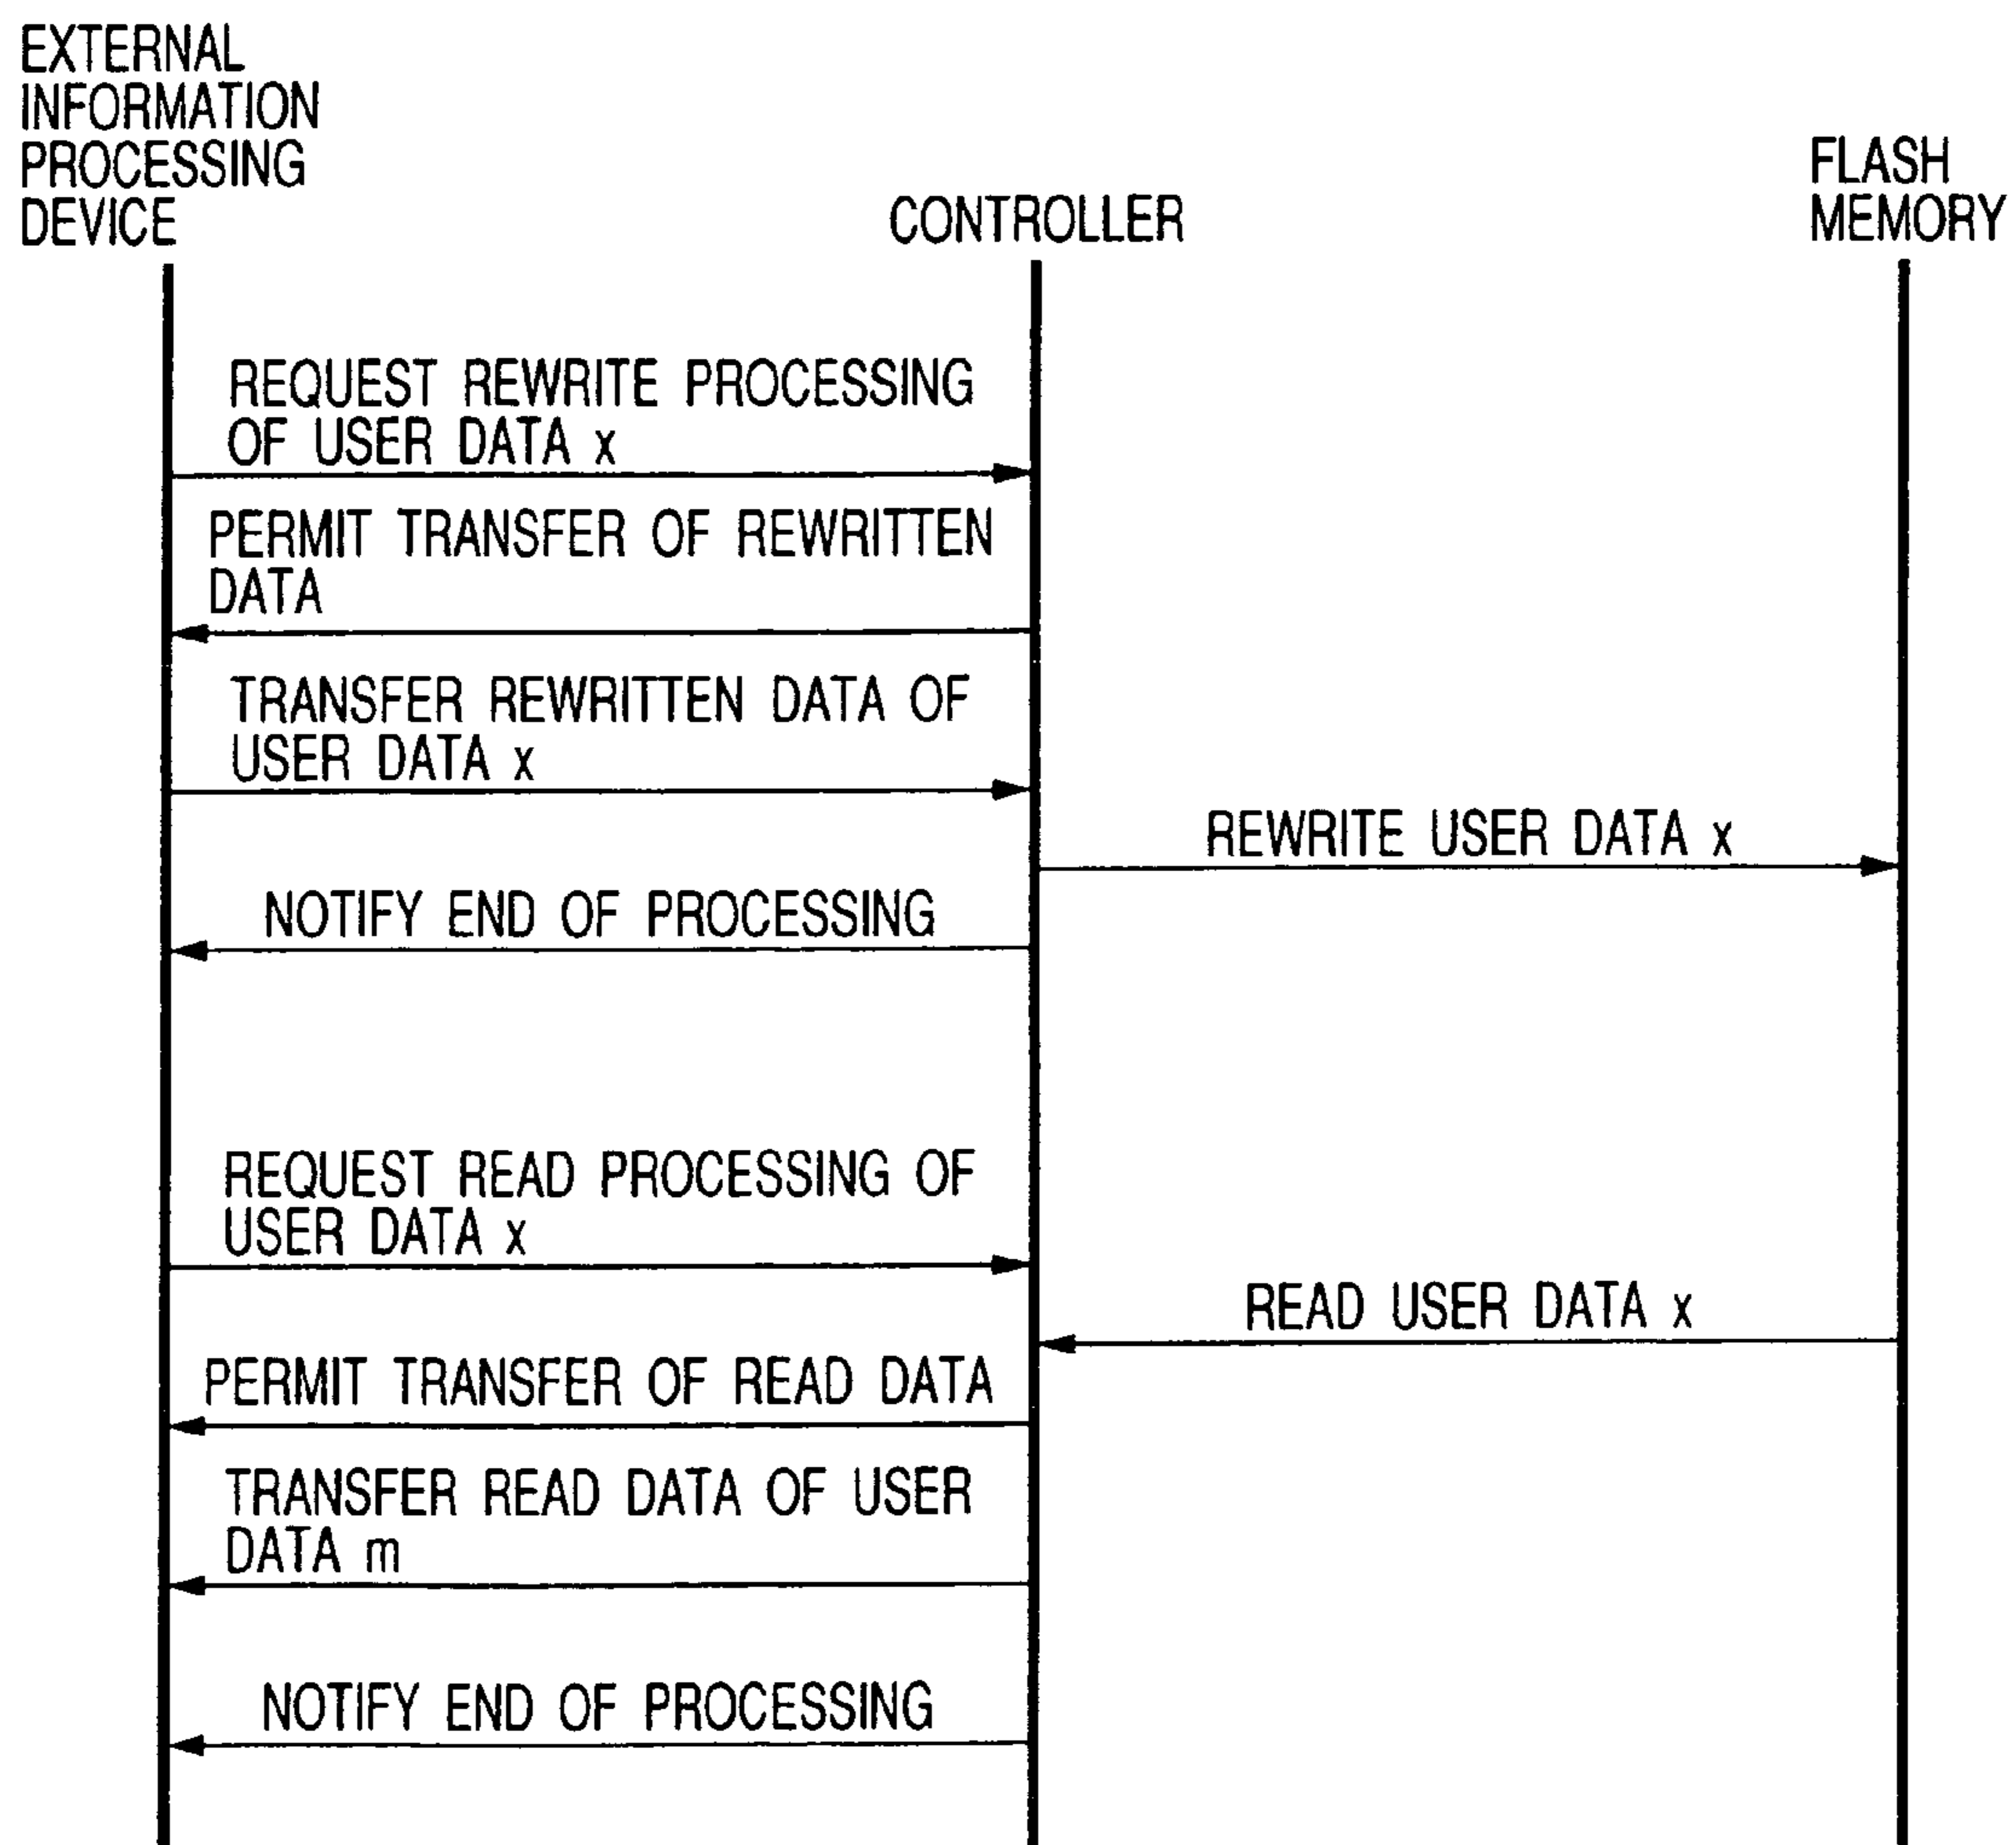 EXTERNAL
INFORMATION
PROCESSING
DEVICE
CONTROLLER
FLASH
MEMORY
REQUEST REWRITE PROCESSING
OF USER DATA x
PERMIT TRANSFER OF REWRITTEN
DATA
TRANSFER REWRITTEN DATA OF
USER DATA x
REWRITE USER DATA x
NOTIFY END OF PROCESSING
REQUEST READ PROCESSING OF
USER DATA x
READ USER DATA x
PERMIT TRANSFER OF READ DATA
TRANSFER READ DATA OF USER
DATA m
NOTIFY END OF PROCESSING